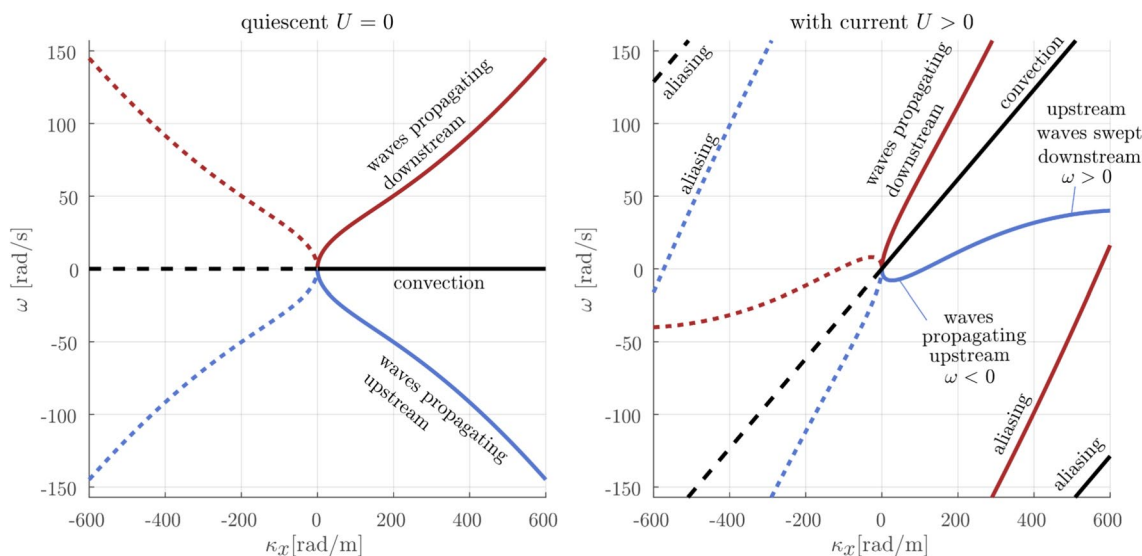 quiescent U = 0
150
100
50
0
-50
-100
-150
ω [rad/s]
-600
-400
-200
0
200
400
600
κx[rad/m]
waves propagating
downstream
convection
waves propagating
upstream
with current U > 0
150
100
50
0
-50
-100
-150
ω [rad/s]
-600
-400
-200
0
200
400
600
κx[rad/m]
aliasing
aliasing
waves propagating
downstream
convection
upstream
waves swept
downstream
ω > 0
waves
propagating
upstream
ω < 0
aliasing
aliasing